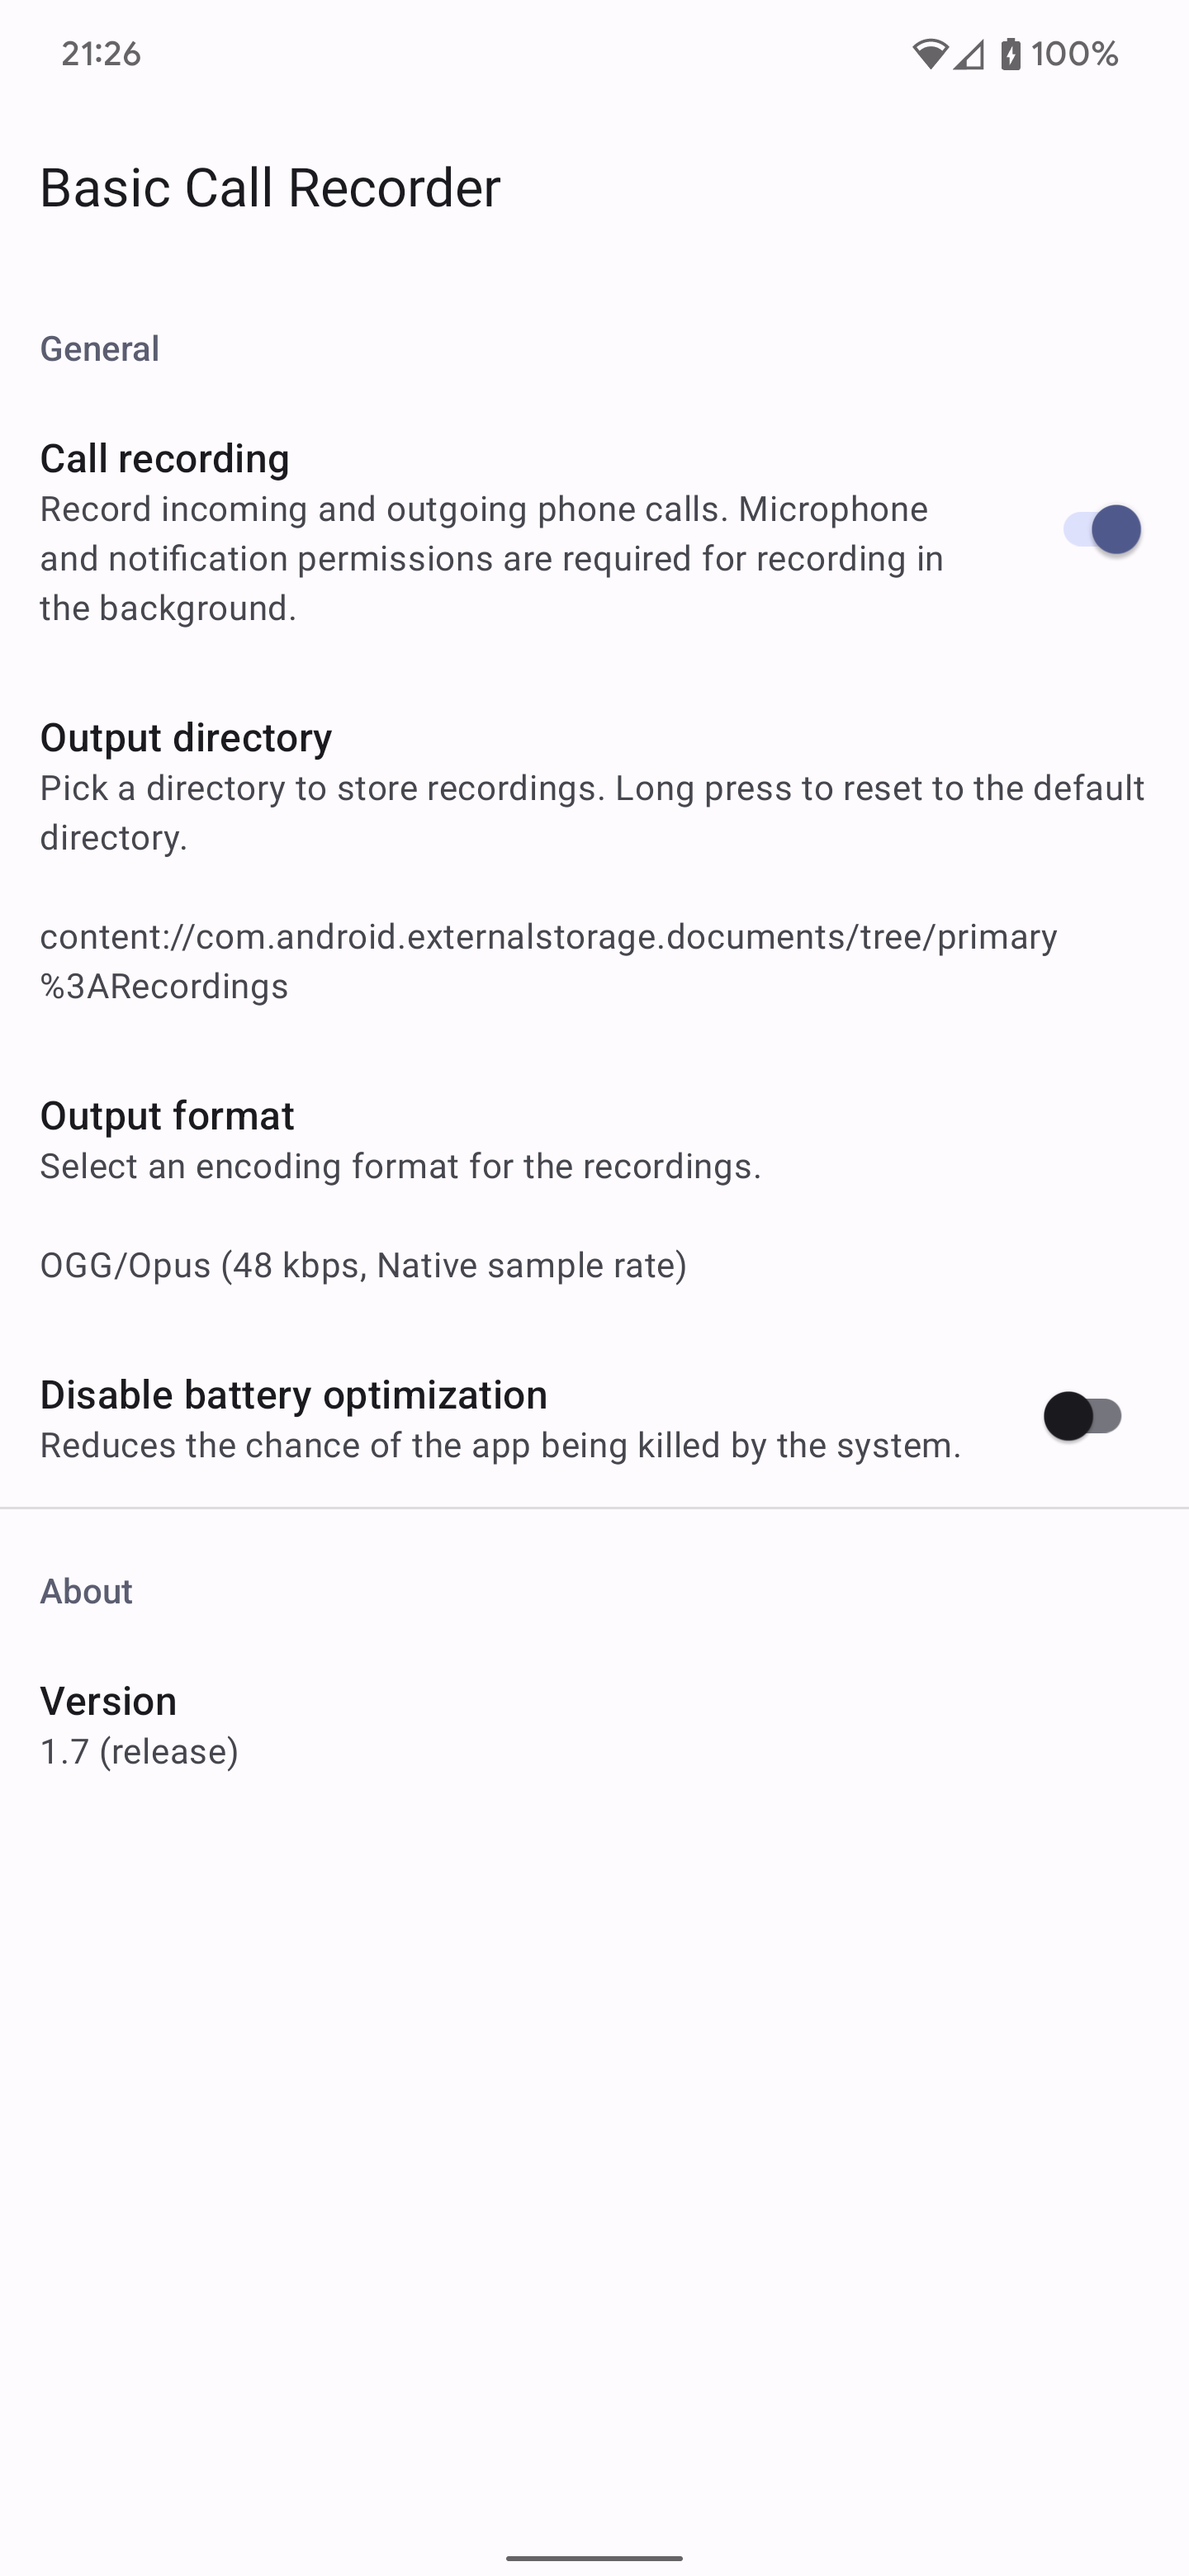 21:26
100%
Basic Call Recorder
General
Call recording
Record incoming and outgoing phone calls. Microphone
and notification permissions are required for recording in
the background.
Output directory
Pick a directory to store recordings. Long press to reset to the default
directory.
content://com.android.externalstorage.documents/tree/primary
%3ARecordings
Output format
Select an encoding format for the recordings.
OGG/Opus (48 kbps, Native sample rate)
Disable battery optimization
Reduces the chance of the app being killed by the system.
About
Version
1.7 (release)